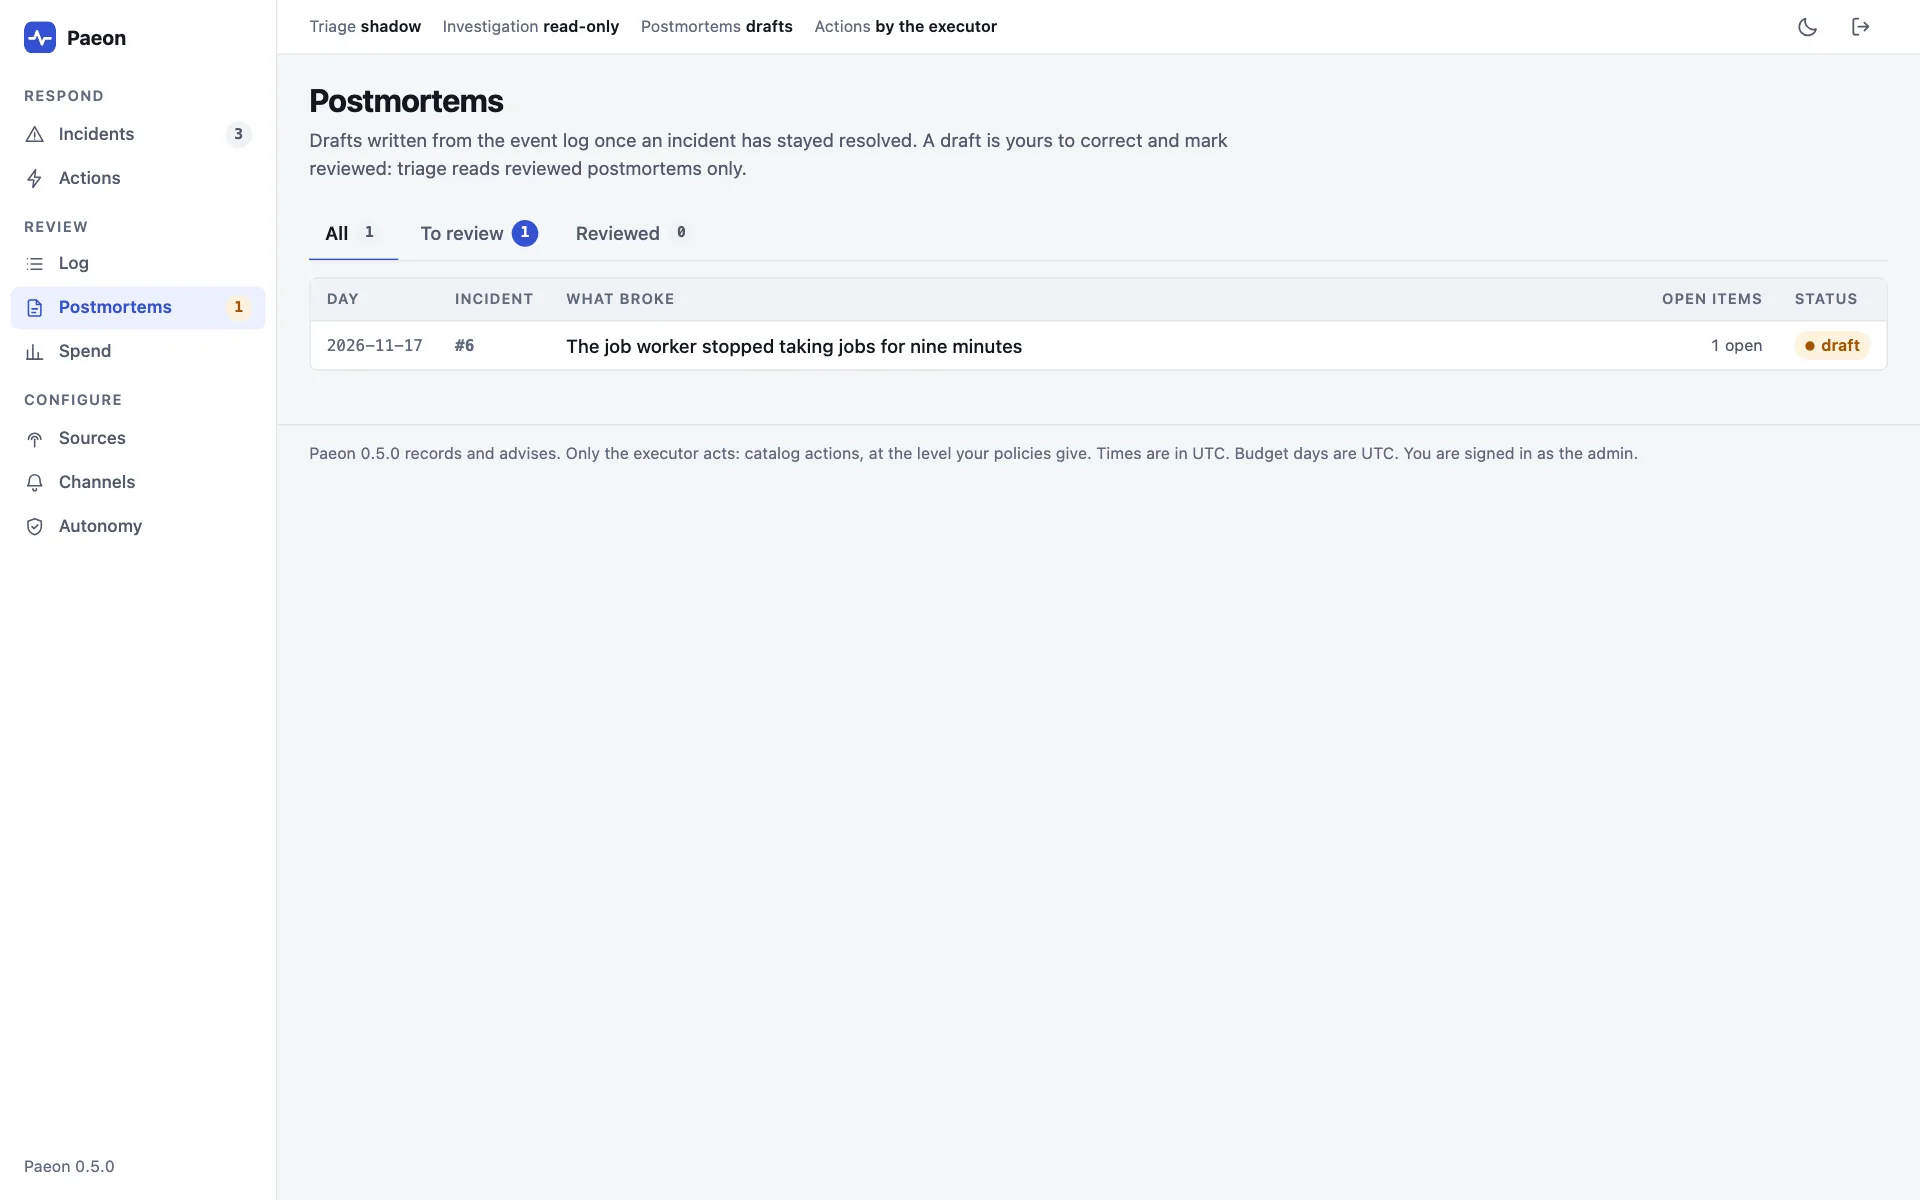 Paeon
RESPOND
Incidents 3
Actions
REVIEW
Log
Postmortems 1
Spend
CONFIGURE
Sources
Channels
Autonomy
Paeon 0.5.0
Triage shadow Investigation read-only Postmortems drafts Actions by the executor
Postmortems
Drafts written from the event log once an incident has stayed resolved. A draft is yours to correct and mark
reviewed: triage reads reviewed postmortems only.
All 1 To review 1 Reviewed 0
DAY INCIDENT WHAT BROKE OPEN ITEMS STATUS
2026-11-17 #6 The job worker stopped taking jobs for nine minutes 1 open draft
Paeon 0.5.0 records and advises. Only the executor acts: catalog actions, at the level your policies give. Times are in UTC. Budget days are UTC. You are signed in as the admin.